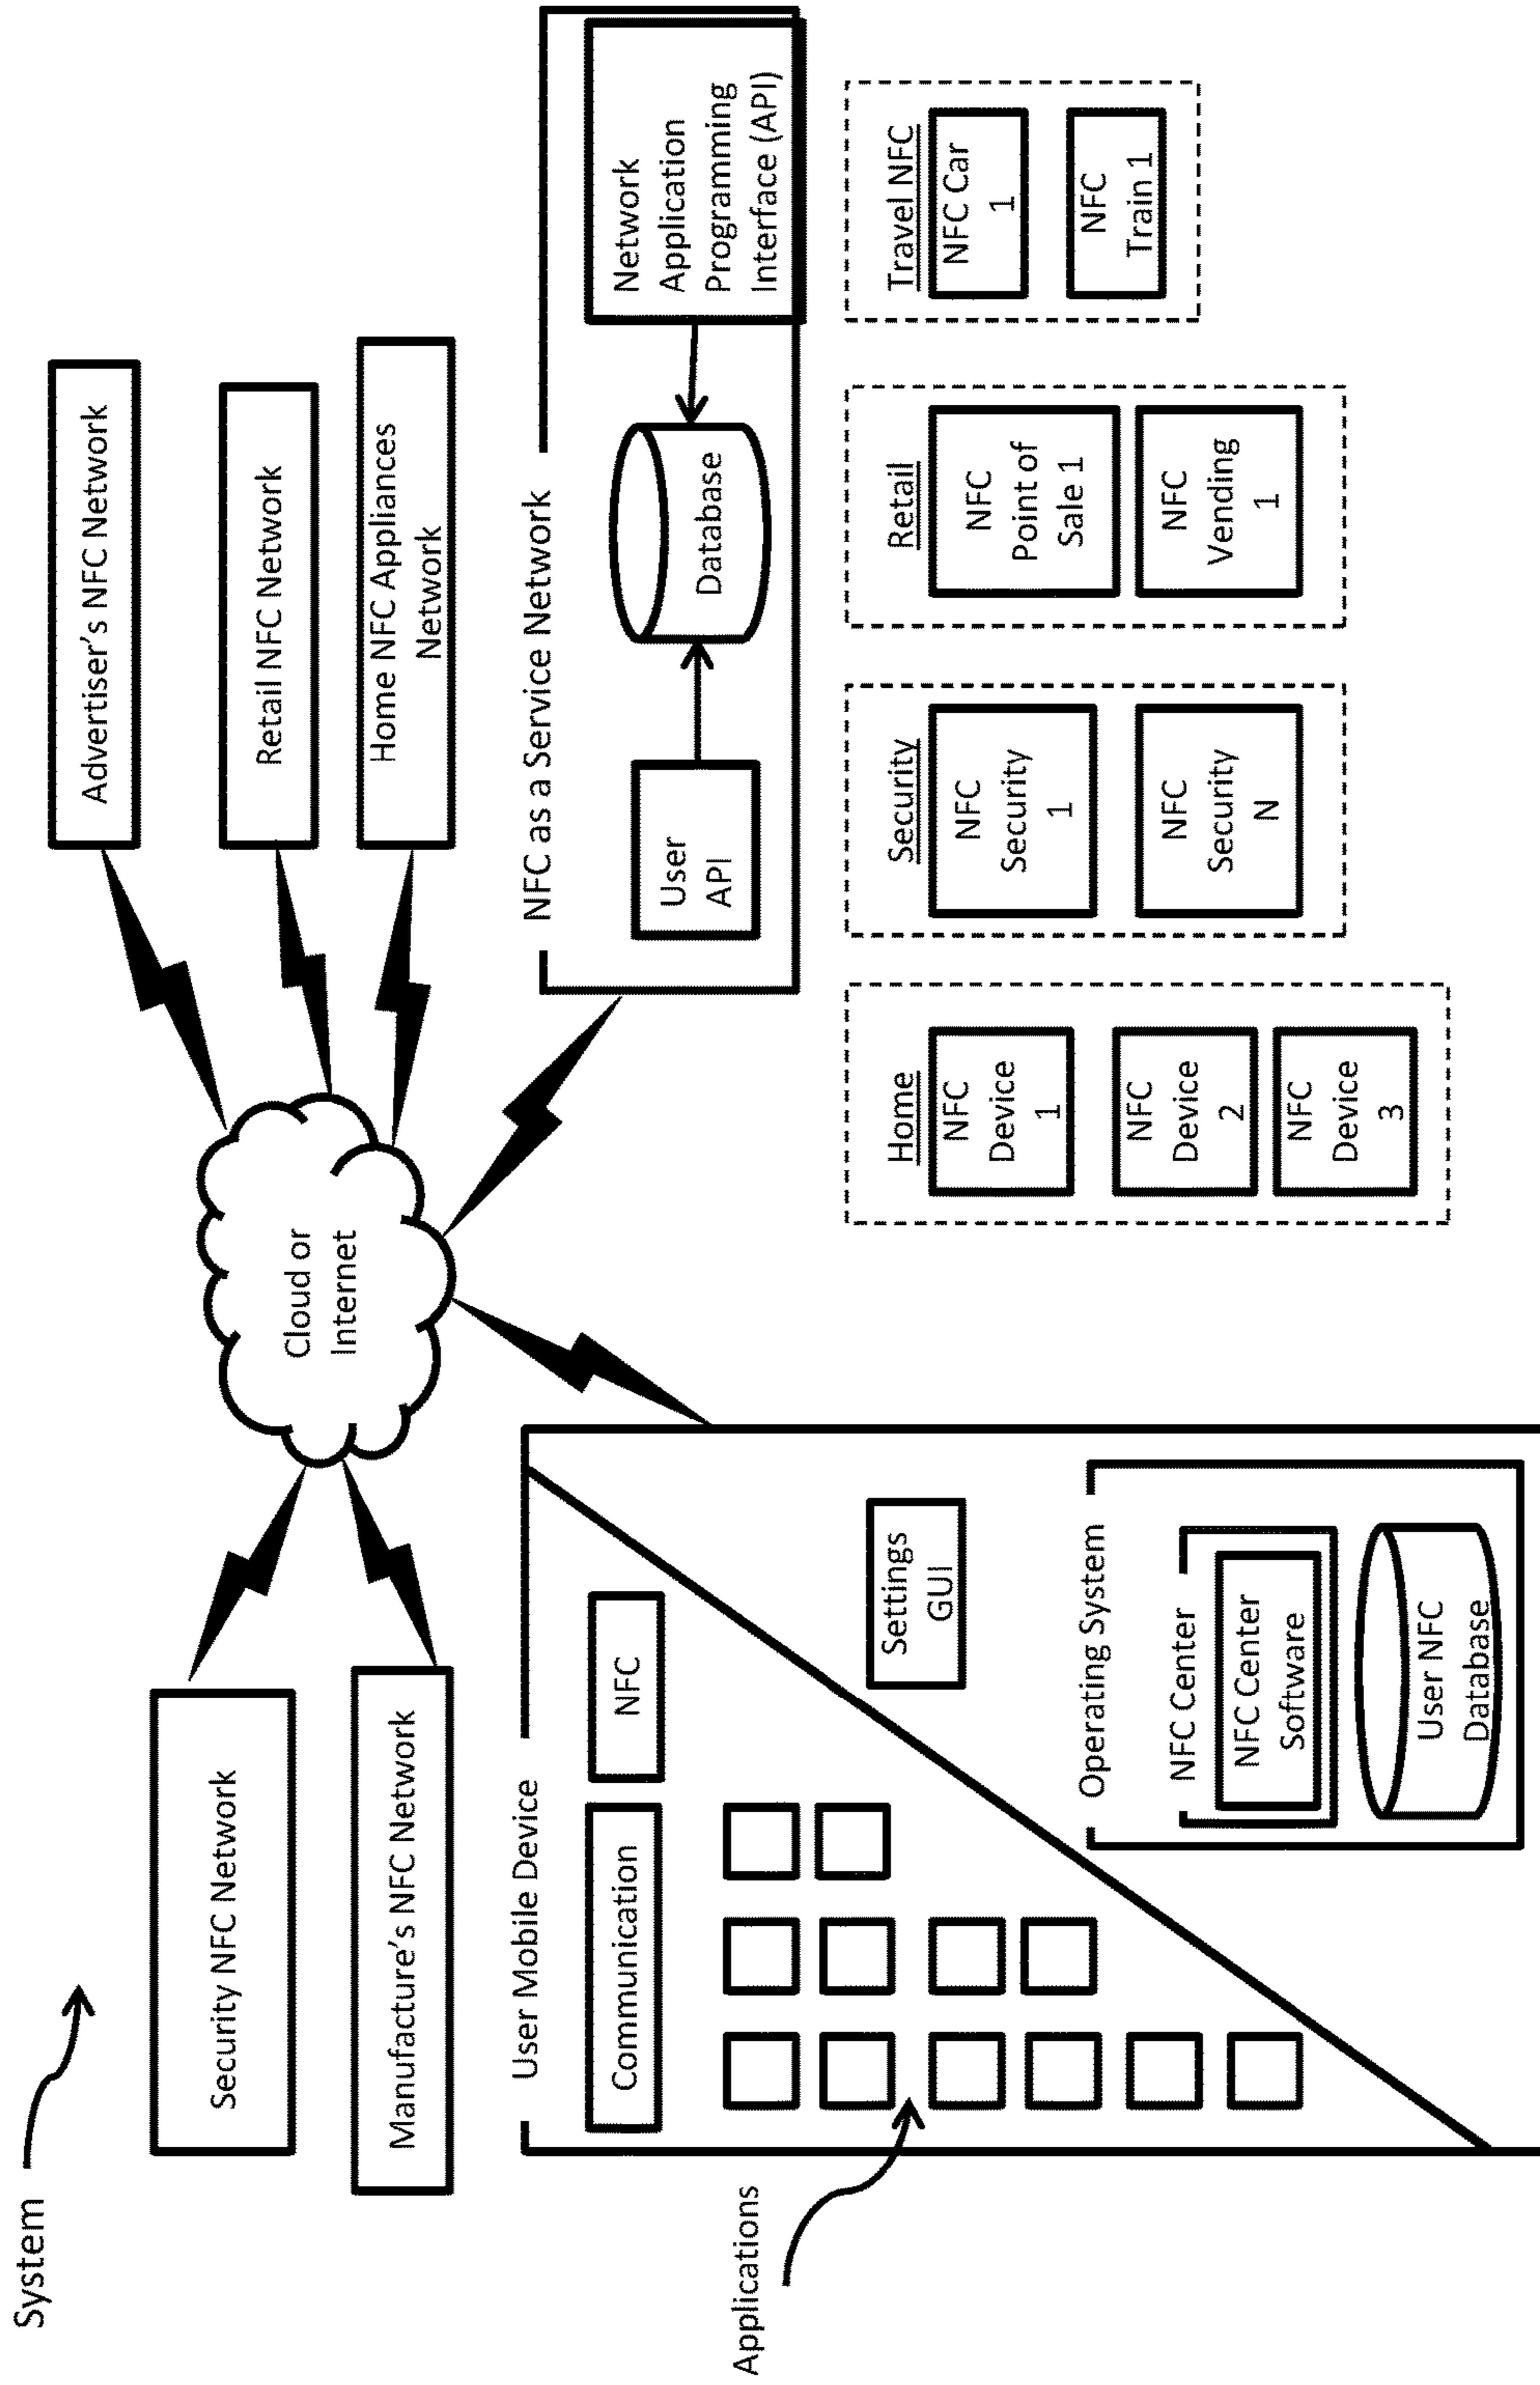 System
Security NFC Network
Manufacture's NFC Network
Cloud or
Internet
Advertiser's NFC Network
Retail NFC Network
Home NFC Appliances
Network
User Mobile Device
Communication
NFC
Applications
Settings
GUI
Operating System
NFC Center
NFC Center
Software
User NFC
Database
NFC as a Service Network
User
API
Database
Network
Application
Programming
Interface (API)
Home
NFC
Device
1
NFC
Device
2
NFC
Device
3
Security
NFC
Security
1
NFC
Security
N
Retail
NFC
Point of
Sale 1
NFC
Vending
1
Travel NFC
NFC Car
1
NFC
Train 1